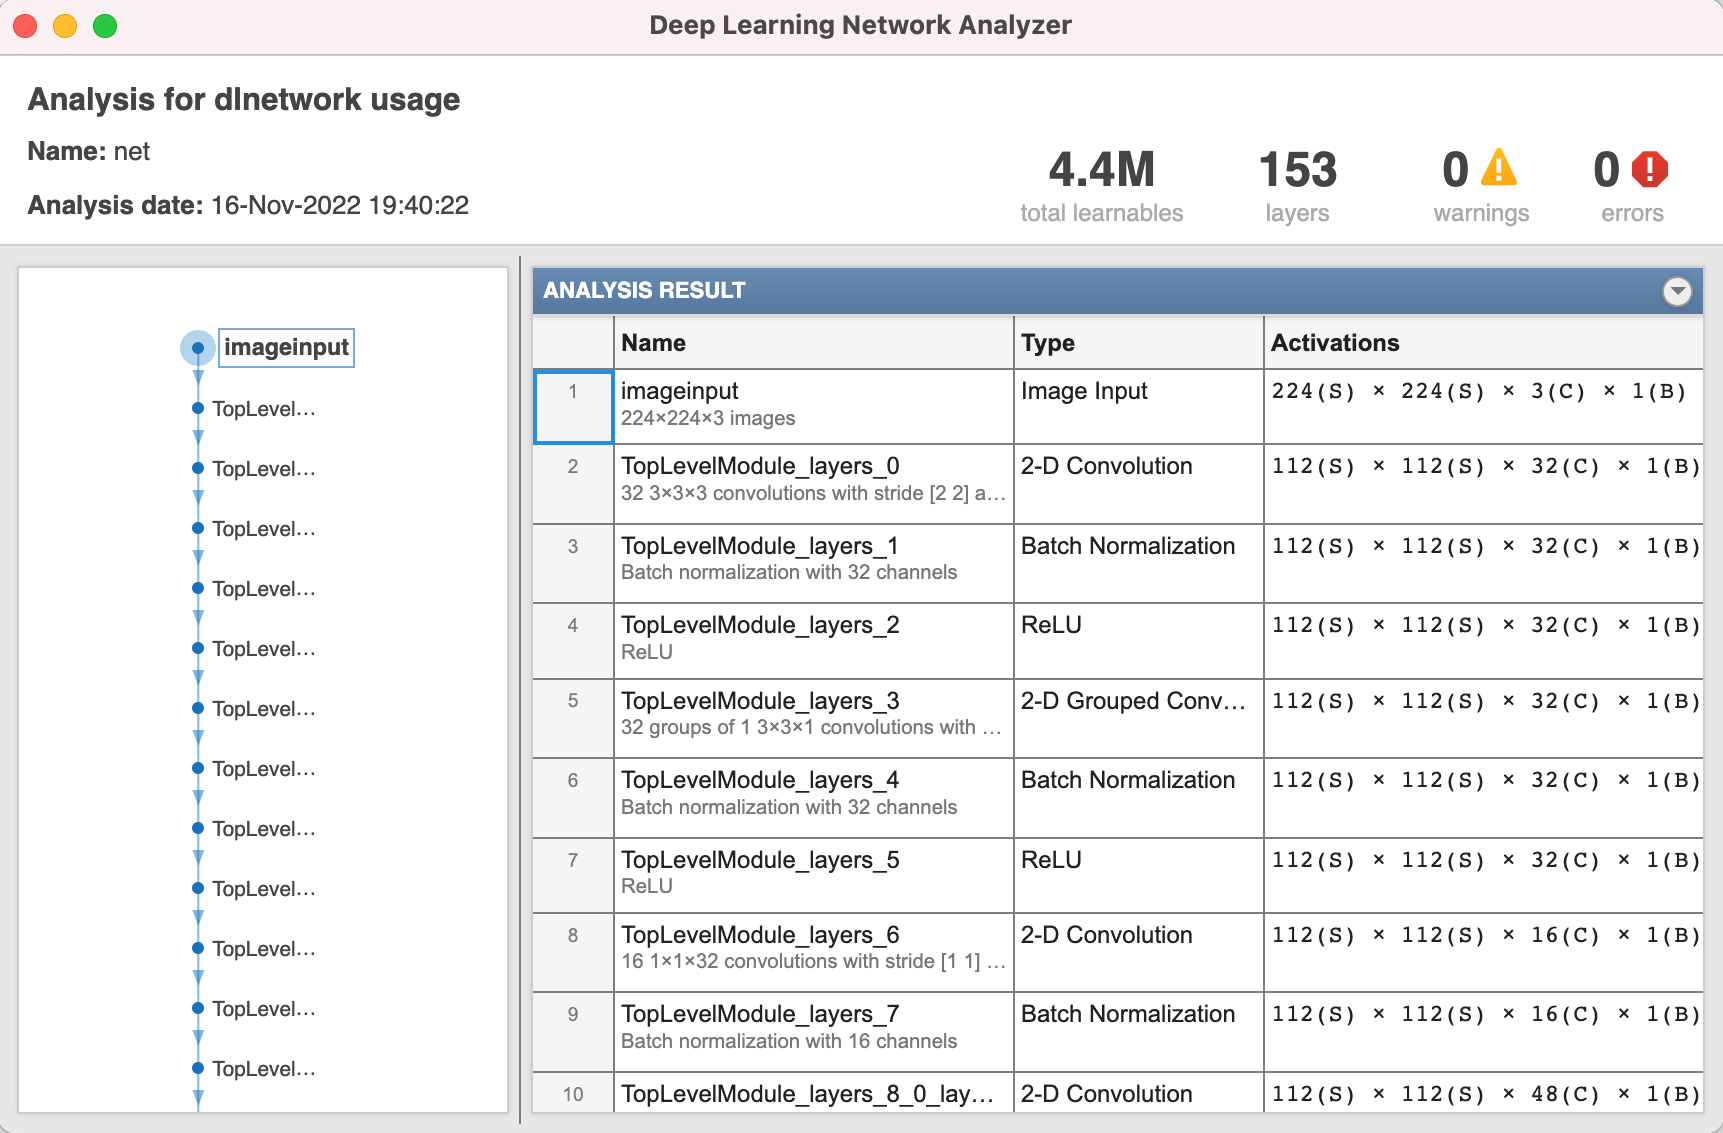 Deep Learning Network Analyzer
Analysis for dlnetwork usage
Name: net
Analysis date: 16-Nov-2022 19:40:22
4.4M
total learnables
153
layers
0
warnings
0
errors
imageinput
TopLevel...
TopLevel...
TopLevel...
TopLevel...
TopLevel...
TopLevel...
TopLevel...
TopLevel...
TopLevel...
TopLevel...
TopLevel...
TopLevel...
ANALYSIS RESULT
Name Type Activations
1 imageinput Image Input 224(S) × 224(S) × 3(C) × 1(B)
224×224×3 images
2 TopLevelModule_layers_0 2-D Convolution 112(S) × 112(S) × 32(C) × 1(B)
32 3×3×3 convolutions with stride [2 2] a...
3 TopLevelModule_layers_1 Batch Normalization 112(S) × 112(S) × 32(C) × 1(B)
Batch normalization with 32 channels
4 TopLevelModule_layers_2 ReLU 112(S) × 112(S) × 32(C) × 1(B)
ReLU
5 TopLevelModule_layers_3 2-D Grouped Conv... 112(S) × 112(S) × 32(C) × 1(B)
32 groups of 1 3×3×1 convolutions with ...
6 TopLevelModule_layers_4 Batch Normalization 112(S) × 112(S) × 32(C) × 1(B)
Batch normalization with 32 channels
7 TopLevelModule_layers_5 ReLU 112(S) × 112(S) × 32(C) × 1(B)
ReLU
8 TopLevelModule_layers_6 2-D Convolution 112(S) × 112(S) × 16(C) × 1(B)
16 1×1×32 convolutions with stride [1 1] ...
9 TopLevelModule_layers_7 Batch Normalization 112(S) × 112(S) × 16(C) × 1(B)
Batch normalization with 16 channels
10 TopLevelModule_layers_8_0_lay... 2-D Convolution 112(S) × 112(S) × 48(C) × 1(B)